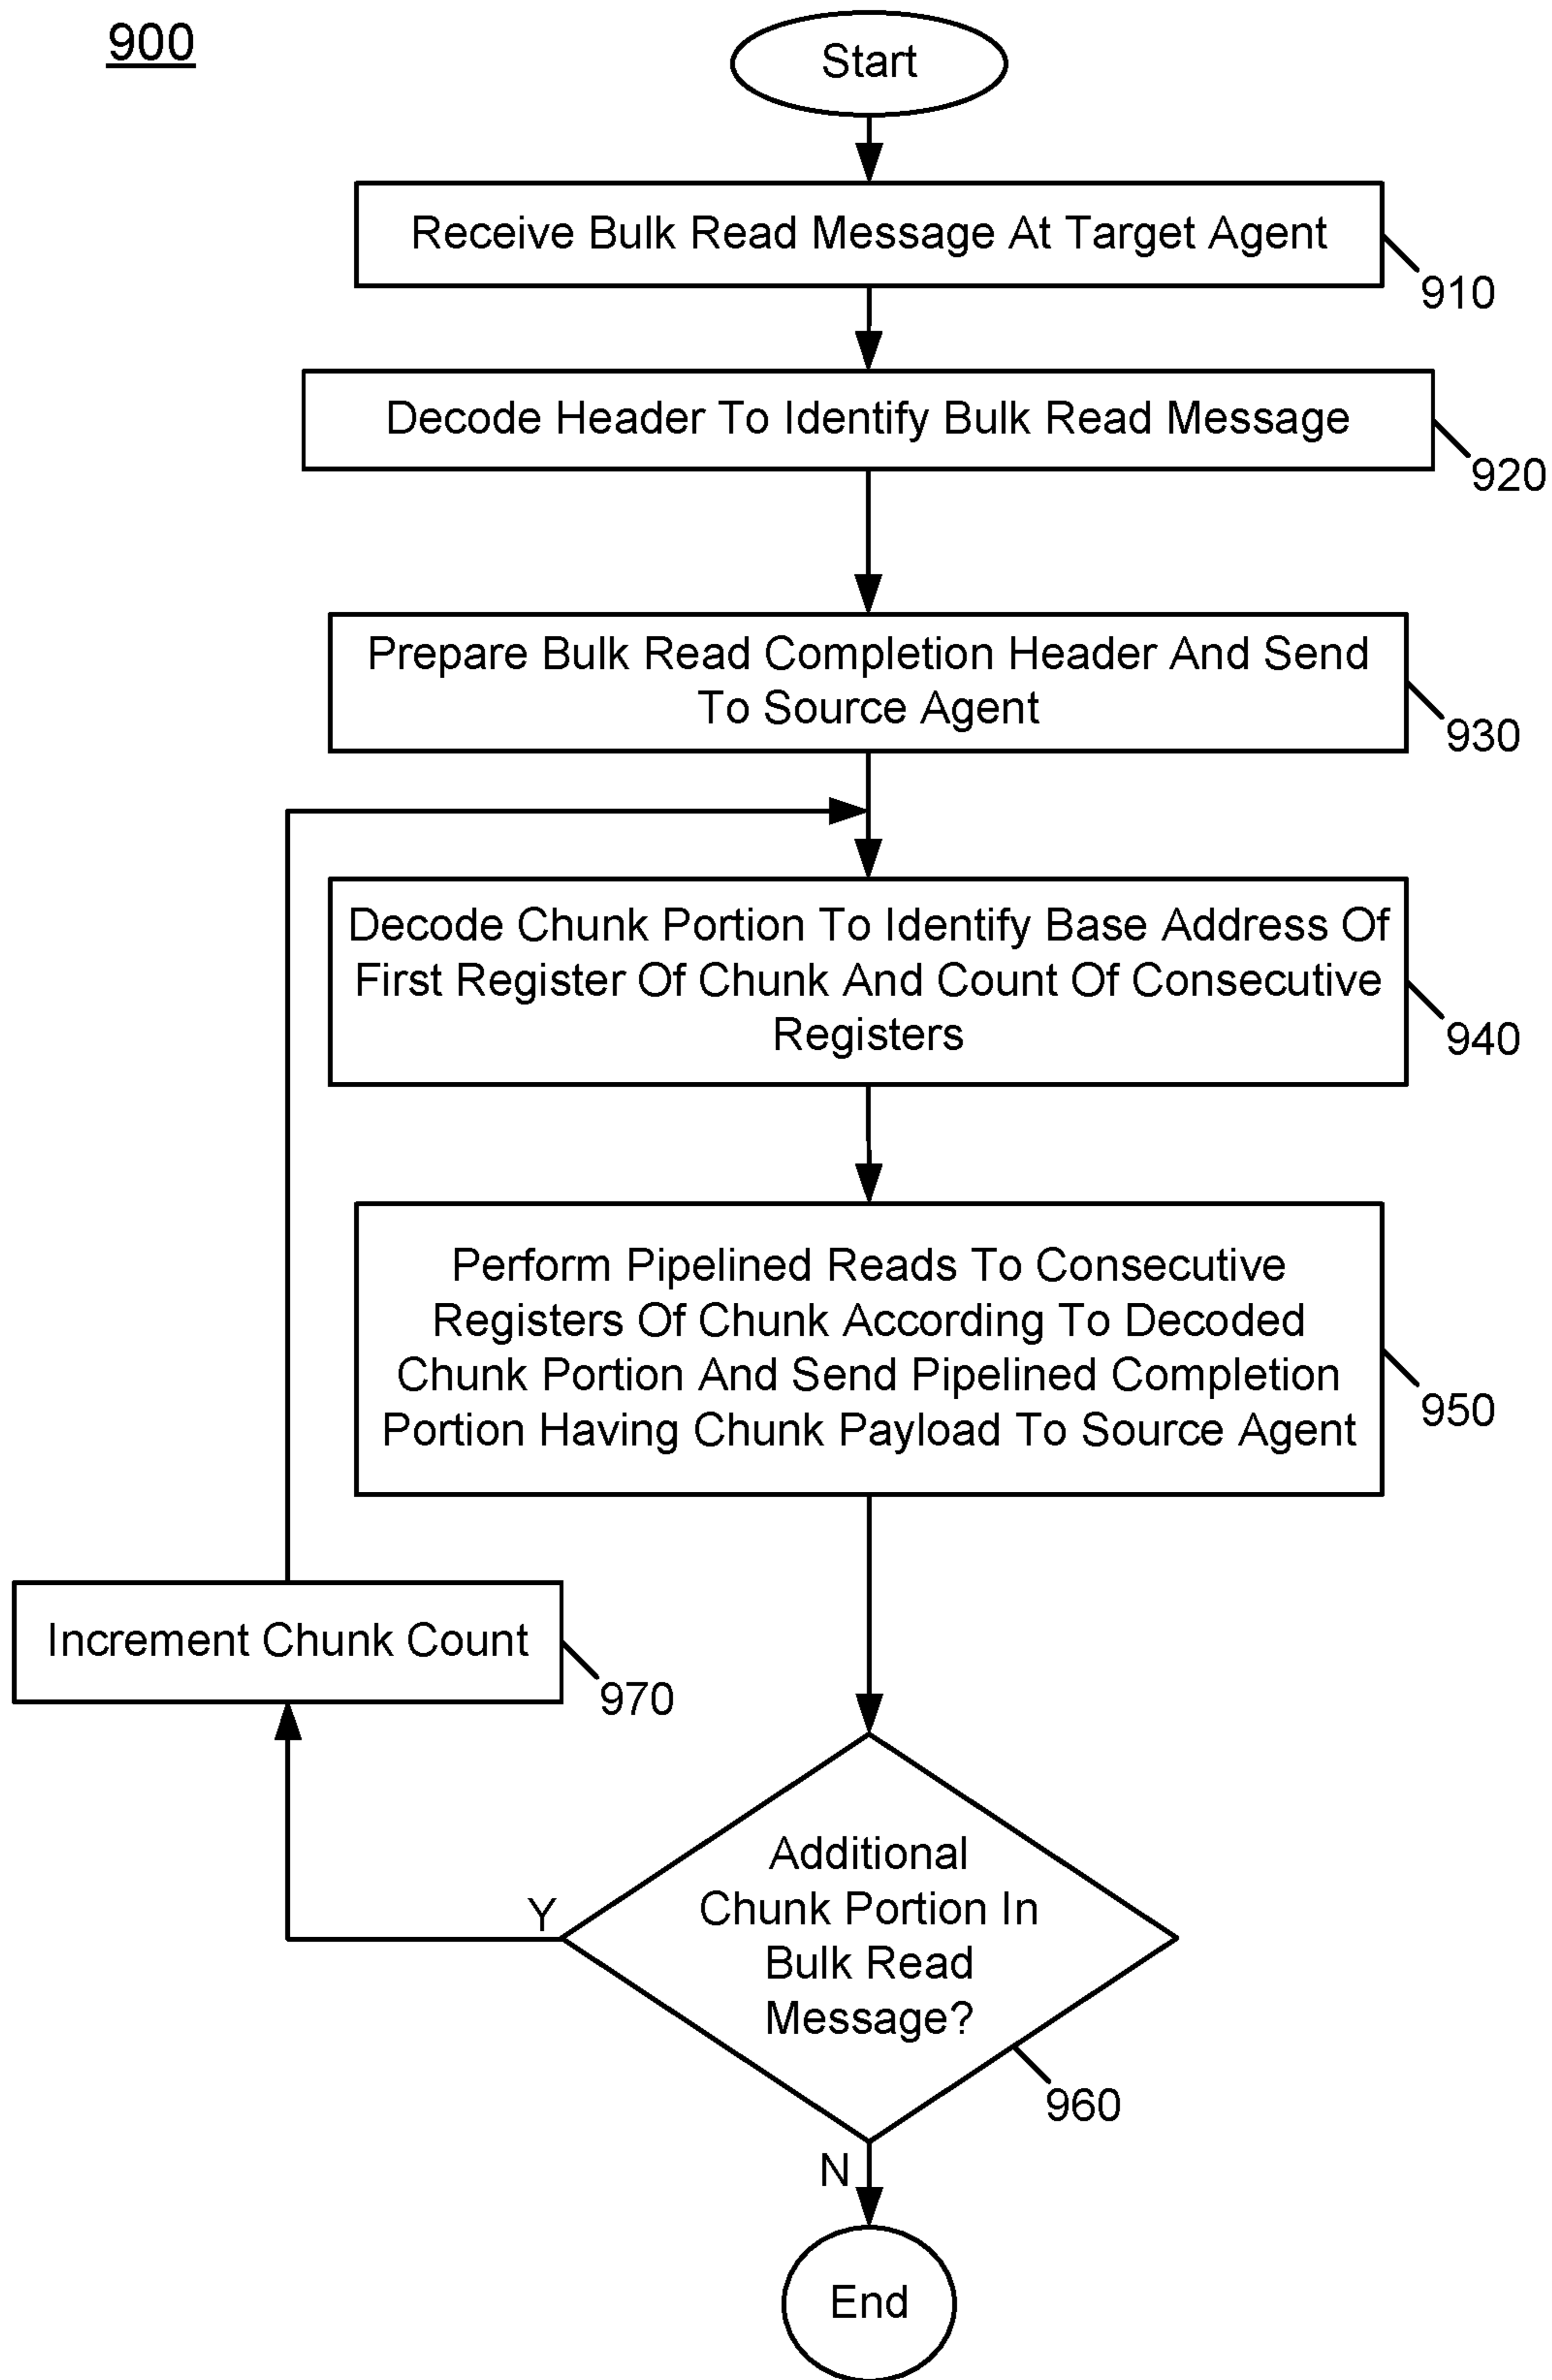 900
Start
Receive Bulk Read Message At Target Agent
910
Decode Header To Identify Bulk Read Message
920
Prepare Bulk Read Completion Header And Send
To Source Agent
930
Decode Chunk Portion To Identify Base Address Of
First Register Of Chunk And Count Of Consecutive
Registers
940
Perform Pipelined Reads To Consecutive
Registers Of Chunk According To Decoded
Chunk Portion And Send Pipelined Completion
Portion Having Chunk Payload To Source Agent
950
Increment Chunk Count
970
Additional
Chunk Portion In
Bulk Read
Message?
Y
960
N
End